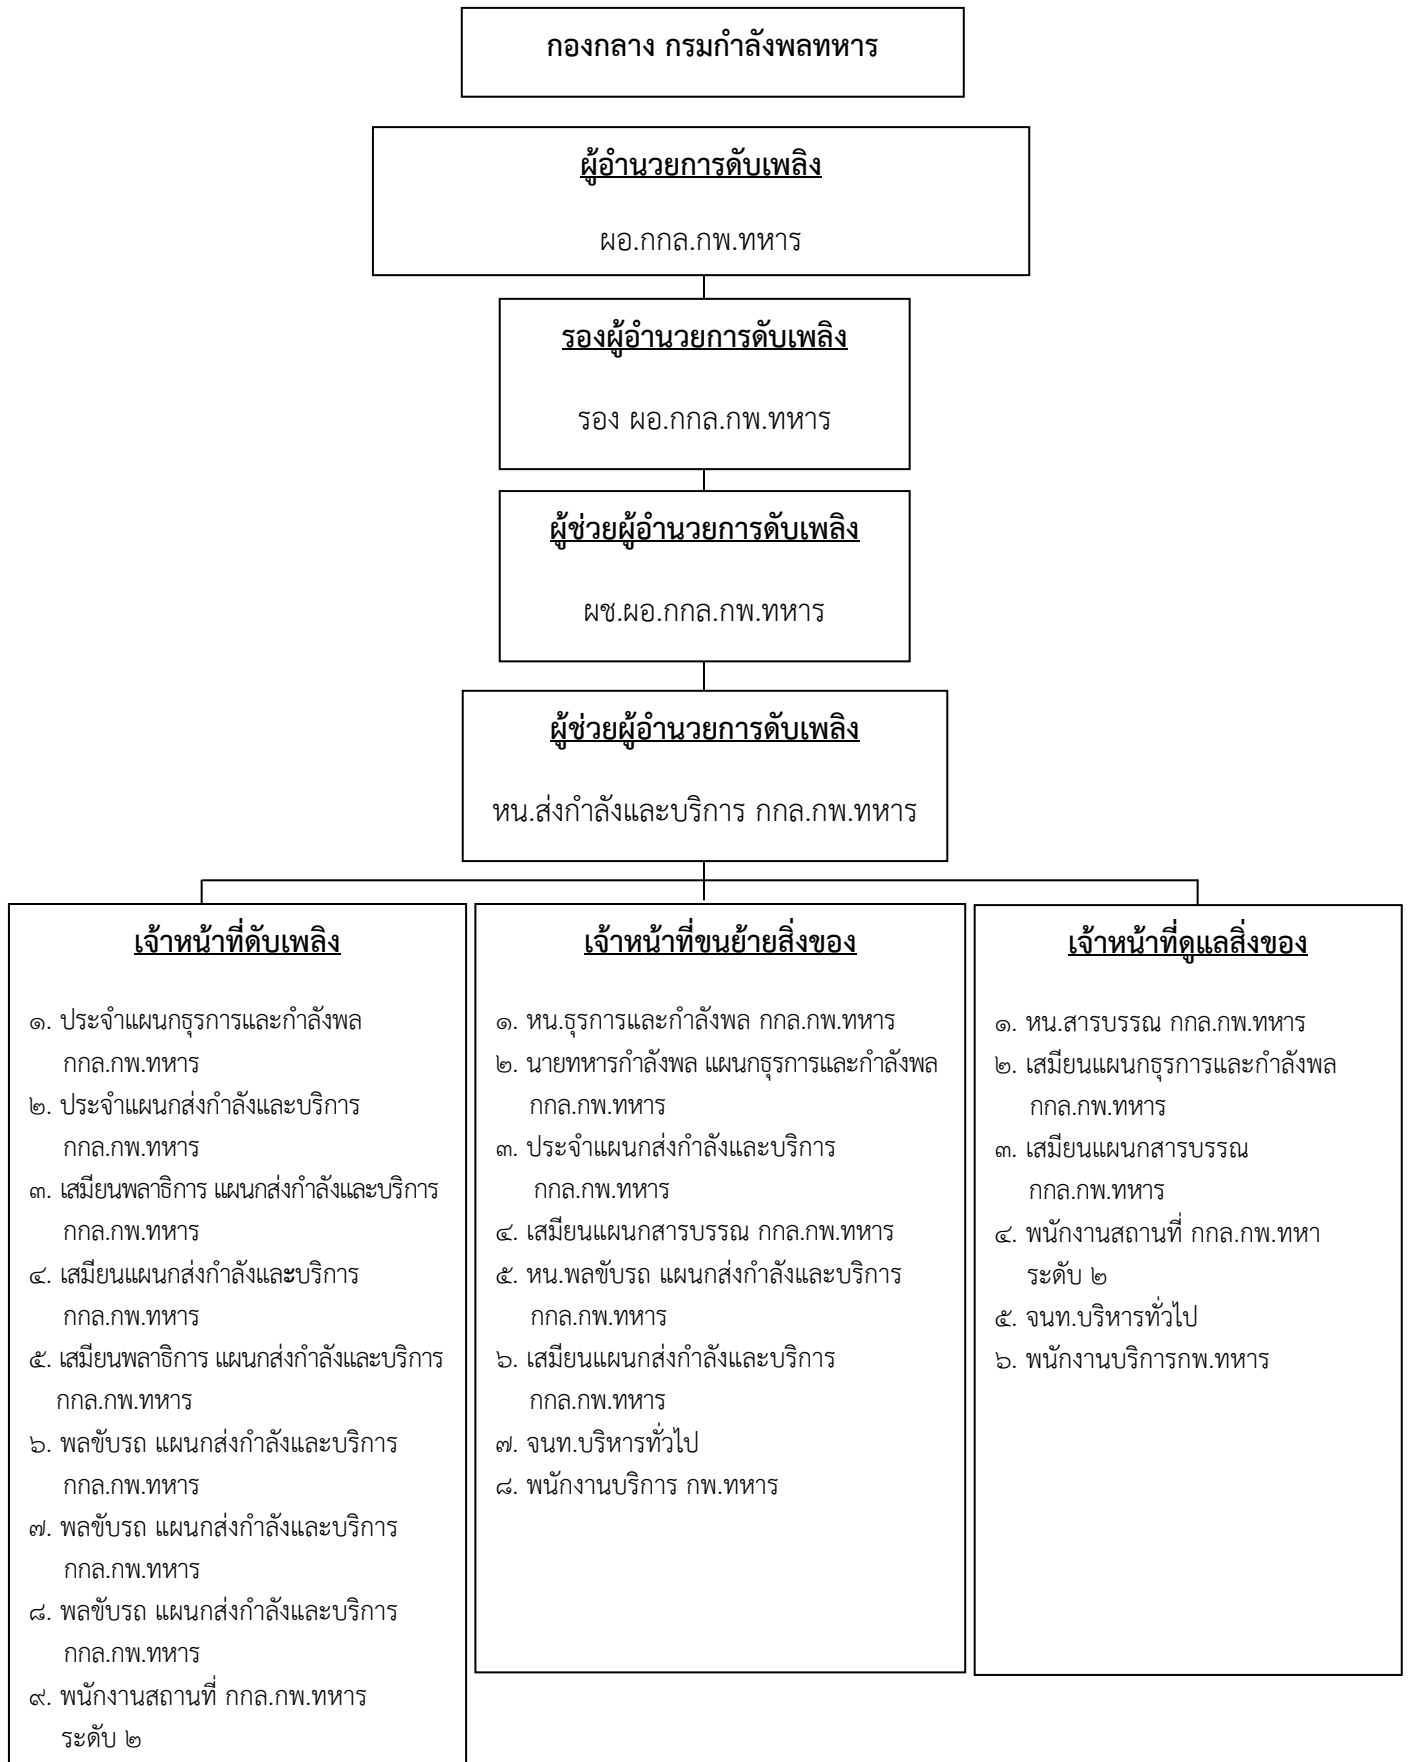 กองกลาง กรมกำลังพลทหาร
ผู้อำนวยการดับเพลิง
ผอ.กกล.กพ.ทหาร
รองผู้อำนวยการดับเพลิง
รอง ผอ.กกล.กพ.ทหาร
ผู้ช่วยผู้อำนวยการดับเพลิง
ผช.ผอ.กกล.กพ.ทหาร
ผู้ช่วยผู้อำนวยการดับเพลิง
หน.ส่งกำลังและบริการ กกล.กพ.ทหาร
เจ้าหน้าที่ดับเพลิง
๑. ประจำแผนกธุรการและกำลังพล
กกล.กพ.ทหาร
๒. ประจำแผนกส่งกำลังและบริการ
กกล.กพ.ทหาร
๓. เสมียนพลาธิการ แผนกส่งกำลังและบริการ
กกล.กพ.ทหาร
๔. เสมียนแผนกส่งกำลังและบริการ
กกล.กพ.ทหาร
๕. เสมียนพลาธิการ แผนกส่งกำลังและบริการ
กกล.กพ.ทหาร
๖. พลขับรถ แผนกส่งกำลังและบริการ
กกล.กพ.ทหาร
๗. พลขับรถ แผนกส่งกำลังและบริการ
กกล.กพ.ทหาร
๘. พลขับรถ แผนกส่งกำลังและบริการ
กกล.กพ.ทหาร
๙. พนักงานสถานที่ กกล.กพ.ทหาร
ระดับ ๒
เจ้าหน้าที่ขนย้ายสิ่งของ
๑. หน.ธุรการและกำลังพล กกล.กพ.ทหาร
๒. นายทหารกำลังพล แผนกธุรการและกำลังพล
กกล.กพ.ทหาร
๓. ประจำแผนกส่งกำลังและบริการ
กกล.กพ.ทหาร
๔. เสมียนแผนกสารบรรณ กกล.กพ.ทหาร
๕. หน.พลขับรถ แผนกส่งกำลังและบริการ
กกล.กพ.ทหาร
๖. เสมียนแผนกส่งกำลังและบริการ
กกล.กพ.ทหาร
๗. จนท.บริหารทั่วไป
๘. พนักงานบริการ กพ.ทหาร
เจ้าหน้าที่ดูแลสิ่งของ
๑. หน.สารบรรณ กกล.กพ.ทหาร
๒. เสมียนแผนกธุรการและกำลังพล
กกล.กพ.ทหาร
๓. เสมียนแผนกสารบรรณ
กกล.กพ.ทหาร
๔. พนักงานสถานที่ กกล.กพ.ทหา
ระดับ ๒
๕. จนท.บริหารทั่วไป
๖. พนักงานบริการกพ.ทหาร